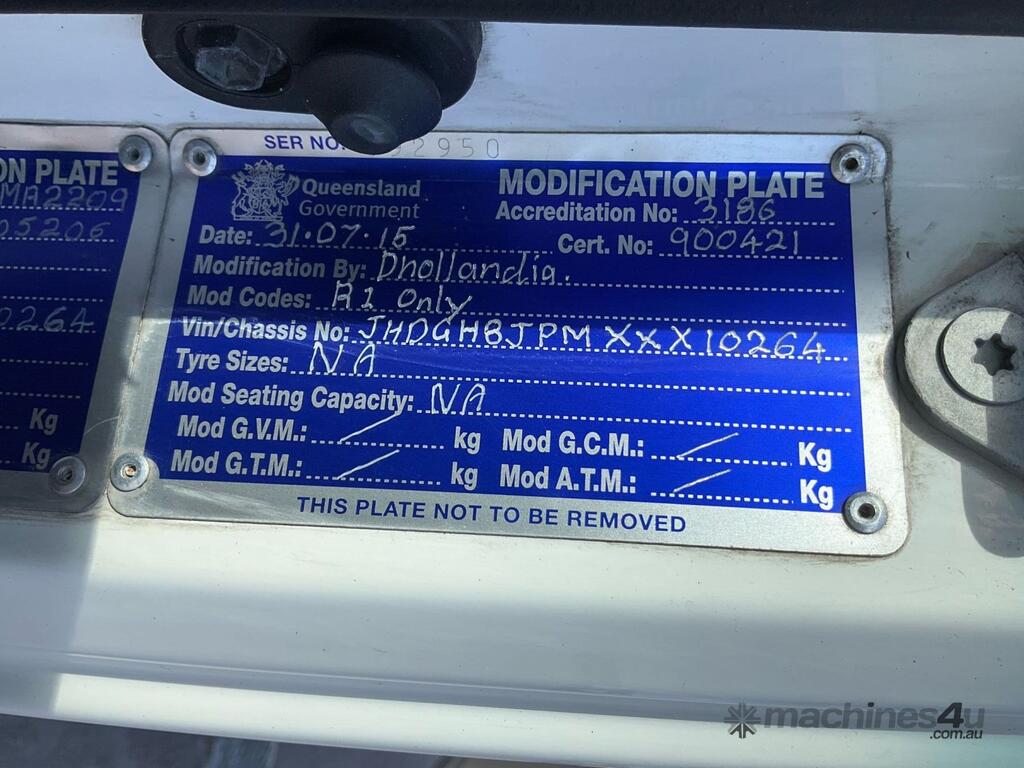 ON PLATE
MA2209
05206
0264
Kg
Kg
SER NO. 32950
Queensland
Government
MODIFICATION PLATE
Accreditation No: 3186
Date: 31.07.15 Cert. No: 900421
Modification By: Dhollandia.
Mod Codes: R1 Only
Vin/Chassis No: JHDGH8JPMXXX10264
Tyre Sizes: NA
Mod Seating Capacity: NA
Mod G.V.M.: / kg Mod G.C.M.: / Kg
Mod G.T.M.: / kg Mod A.T.M.: / Kg
THIS PLATE NOT TO BE REMOVED
machines4u
.com.au